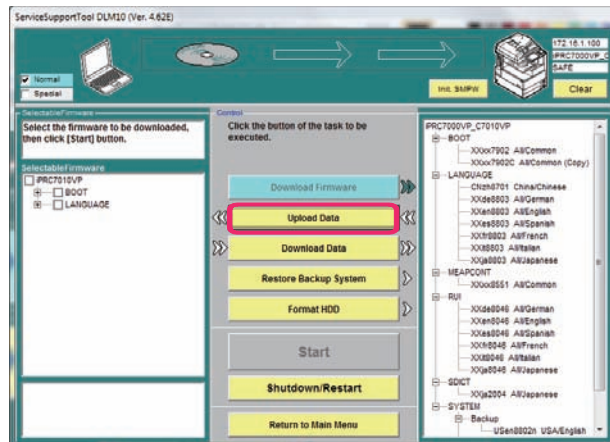 ServiceSupportTool DLM10 (Ver. 4.62E)
Normal
Special
172.16.1.100
iPRC7000VP_C
SAFE
Init. SMPW
Clear
SelectableFirmware
Select the firmware to be downloaded,
then click [Start] button.
SelectableFirmware
iPRC7010VP
BOOT
LANGUAGE
Control
Click the button of the task to be
executed.
Download Firmware
Upload Data
Download Data
Restore Backup System
Format HDD
Start
Shutdown/Restart
Return to Main Menu
iPRC7000VP_C7010VP
BOOT
XXxx7902 All/Common
XXxx7902C All/Common (Copy)
LANGUAGE
CNzh8701 China/Chinese
XXde8803 All/German
XXen8803 All/English
XXes8803 All/Spanish
XXfr8803 All/French
XXit8803 All/Italian
XXja8803 All/Japanese
MEAPCONT
XXxx8551 All/Common
RUI
XXde8046 All/German
XXen8046 All/English
XXes8046 All/Spanish
XXfr8046 All/French
XXit8046 All/Italian
XXja8046 All/Japanese
SDICT
XXja2004 All/Japanese
SYSTEM
Backup
USen8802n USA/English